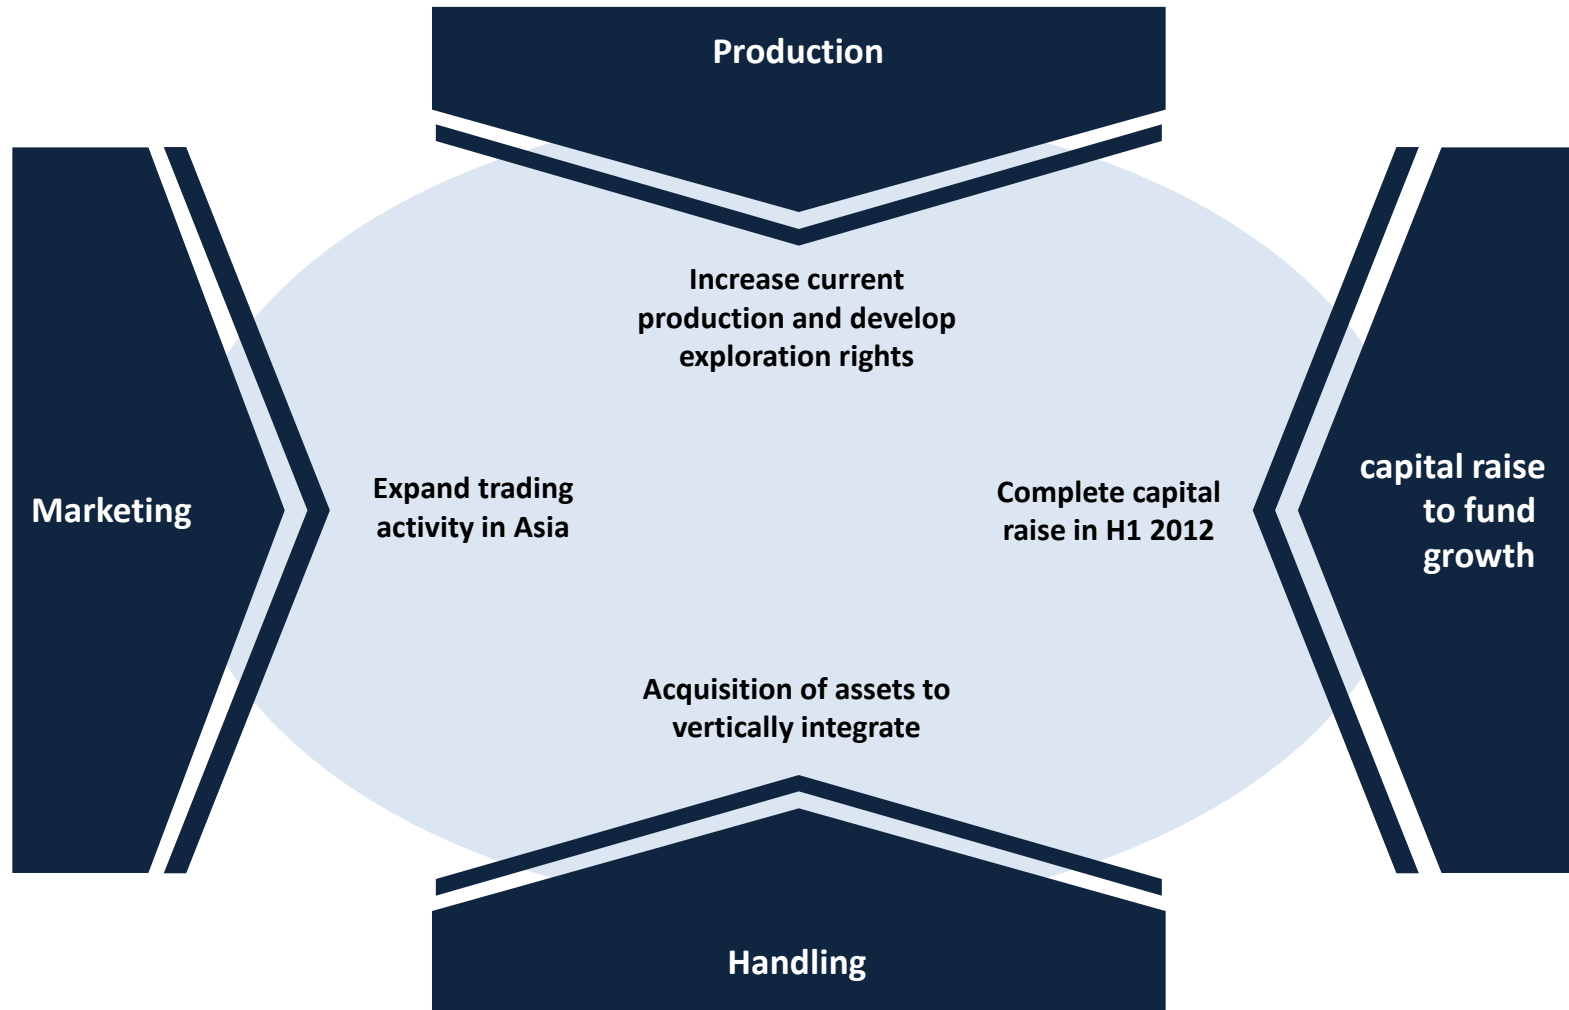 Production
Increase current
production and develop
exploration rights
Marketing
Expand trading
activity in Asia
Complete capital
raise in H1 2012
capital raise
to fund
growth
Acquisition of assets to
vertically integrate
Handling